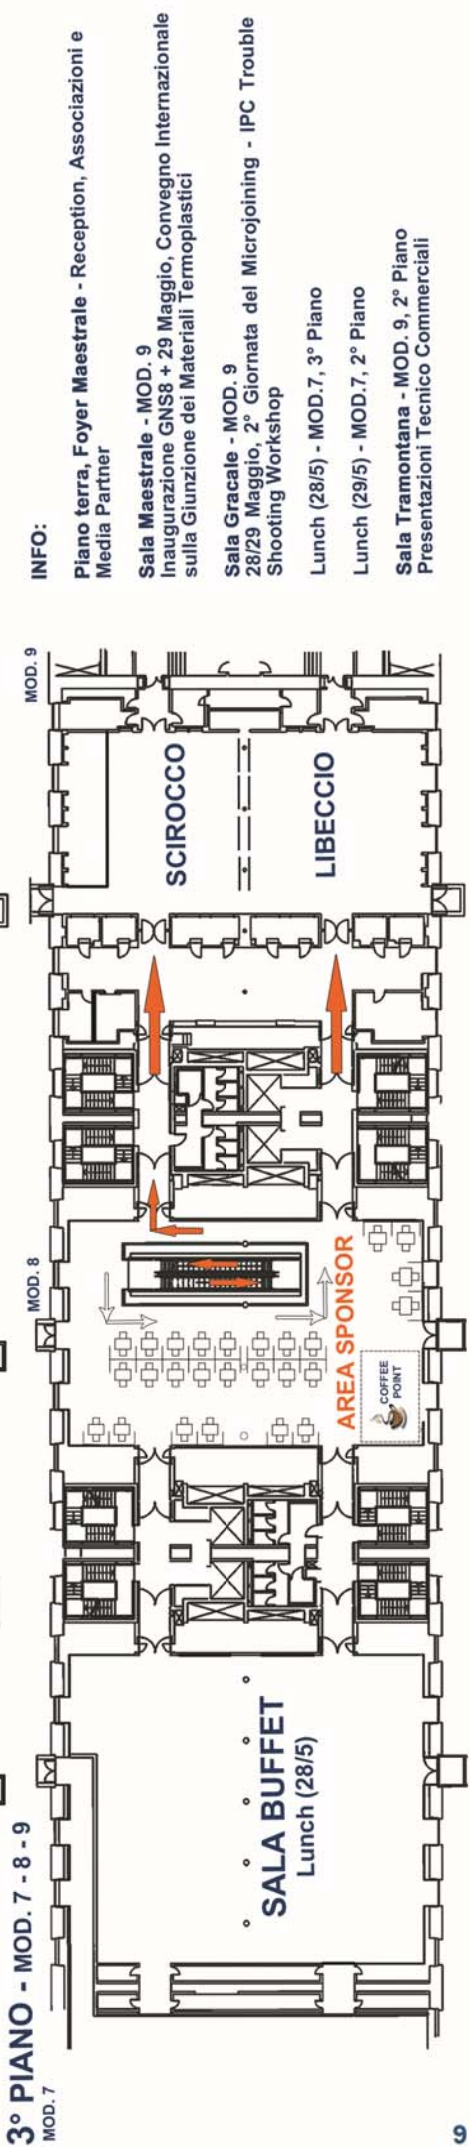 3° PIANO - MOD. 7 - 8 - 9
MOD. 7
MOD. 8
MOD. 9
SALA BUFFET
Lunch (28/5)
COFFEE
POINT
AREA SPONSOR
SCIROCCO
LIBECCIO
INFO:
Piano terra, Foyer Maestrale - Reception, Associazioni e
Media Partner
Sala Maestrale - MOD. 9
Inaugurazione GNS8 + 29 Maggio, Convegno Internazionale
sulla Giunzione dei Materiali Termoplastici
Sala Gracale - MOD. 9
28/29 Maggio, 2° Giornata del Microjoining - IPC Trouble
Shooting Workshop
Lunch (28/5) - MOD.7, 3° Piano
Lunch (29/5) - MOD.7, 2° Piano
Sala Tramontana - MOD. 9, 2° Piano
Presentazioni Tecnico Commerciali